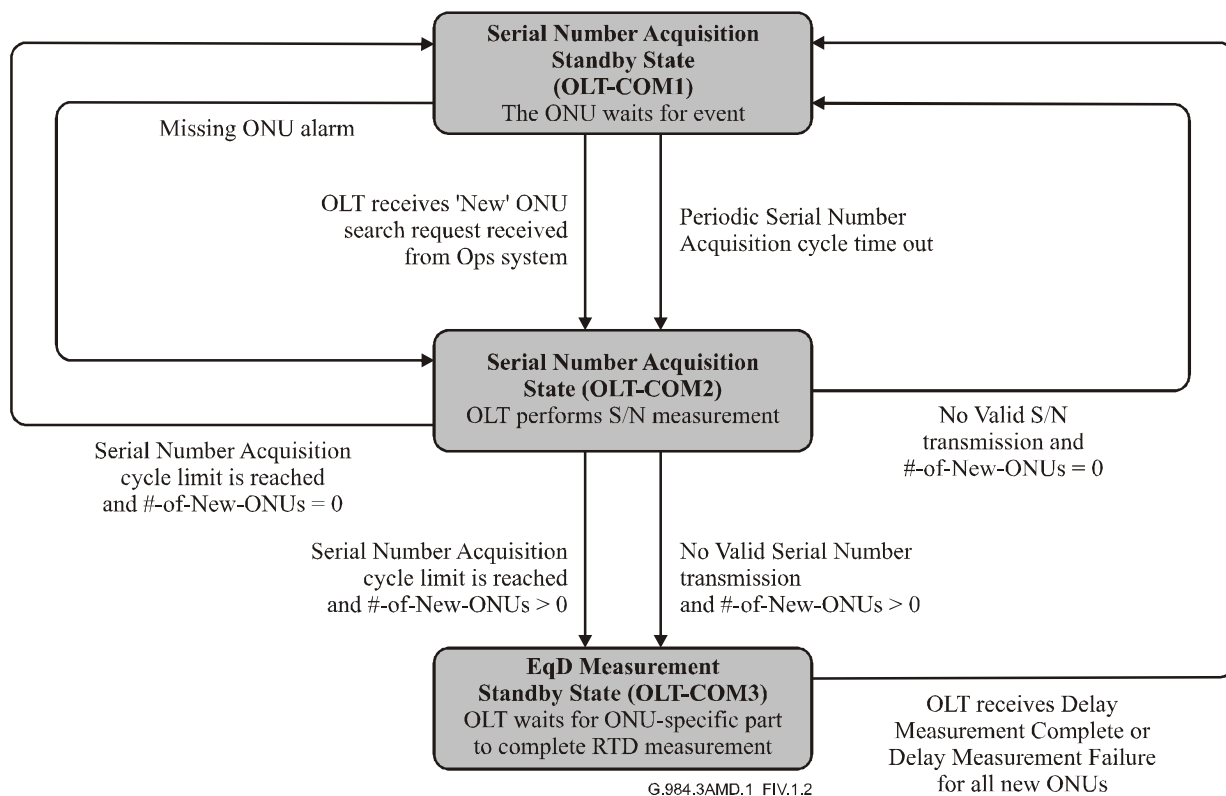 Serial Number Acquisition
Standby State
(OLT-COM1)
The ONU waits for event
Missing ONU alarm
OLT receives 'New' ONU
search request received
from Ops system
Periodic Serial Number
Acquisition cycle time out
Serial Number Acquisition
State (OLT-COM2)
OLT performs S/N measurement
Serial Number Acquisition
cycle limit is reached
and #-of-New-ONUs = 0
No Valid S/N
transmission and
#-of-New-ONUs = 0
Serial Number Acquisition
cycle limit is reached
and #-of-New-ONUs > 0
No Valid Serial Number
transmission
and #-of-New-ONUs > 0
EqD Measurement
Standby State (OLT-COM3)
OLT waits for ONU-specific part
to complete RTD measurement
OLT receives Delay
Measurement Complete or
Delay Measurement Failure
for all new ONUs
G.984.3AMD.1_FIV.1.2